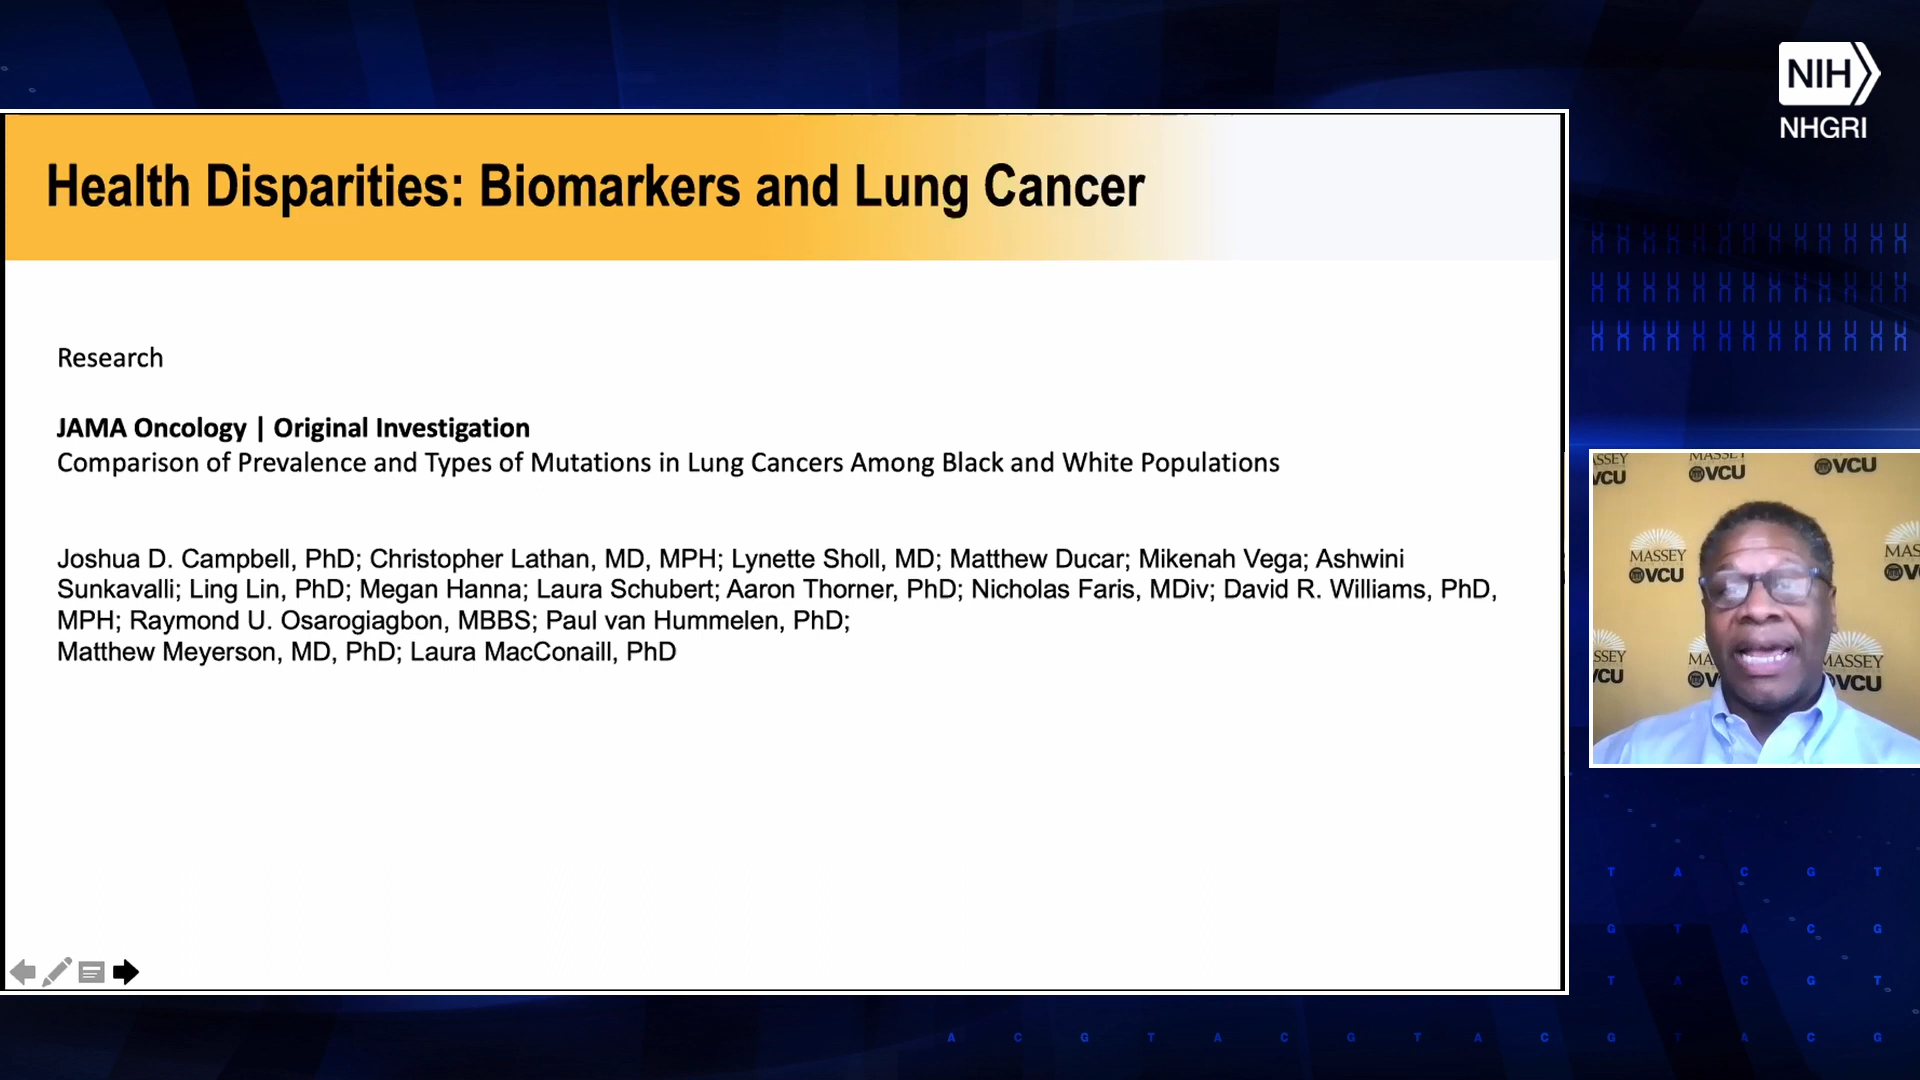 NIH
NHGRI
Health Disparities: Biomarkers and Lung Cancer
Research
JAMA Oncology | Original Investigation
Comparison of Prevalence and Types of Mutations in Lung Cancers Among Black and White Populations
Joshua D. Campbell, PhD; Christopher Lathan, MD, MPH; Lynette Sholl, MD; Matthew Ducar; Mikenah Vega; Ashwini
Sunkavalli; Ling Lin, PhD; Megan Hanna; Laura Schubert; Aaron Thorner, PhD; Nicholas Faris, MDiv; David R. Williams, PhD,
MPH; Raymond U. Osarogiagbon, MBBS; Paul van Hummelen, PhD;
Matthew Meyerson, MD, PhD; Laura MacConaill, PhD
MASSEY
VCU
VCU
MASSEY
VCU
MASSEY
VCU
T A C G T
G T A C G
T A C G T
A C G T A C G T A C G T A C G